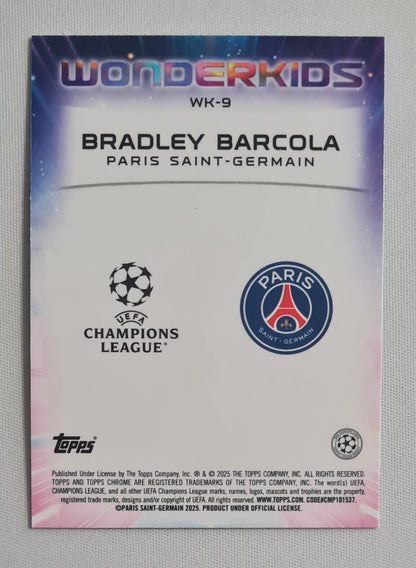 WONDERKIDS
WK-9
BRADLEY BARCOLA
PARIS SAINT-GERMAIN
UEFA
CHAMPIONS
LEAGUE®
PARIS
SAINT-GERMAIN
Topps
Published Under License by The Topps Company, Inc. ® & © 2025 THE TOPPS COMPANY, INC. ALL RIGHTS RESERVED.
TOPPS AND TOPPS CHROME ARE REGISTERED TRADEMARKS OF THE TOPPS COMPANY, INC. The word(s) UEFA,
CHAMPIONS LEAGUE, and all other UEFA Champions League marks, names, logos, mascots and trophies are the property,
registered trade marks, designs and/or copyright of UEFA. All rights reserved. WWW.TOPPS.COM. CODE#CMP101537.
©PARIS SAINT-GERMAIN 2025. PRODUCT UNDER OFFICIAL LICENSE.